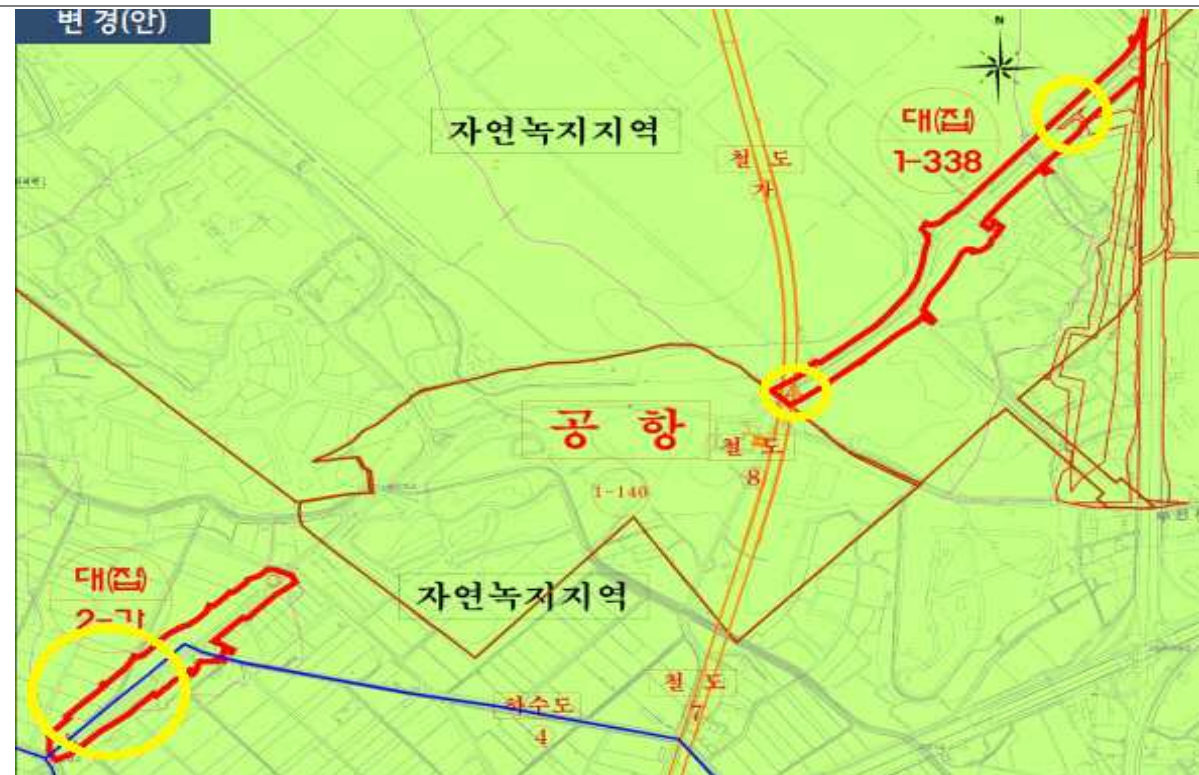 변 경(안)
N
자연녹지지역
대(집)
1-338
철 도
가
공 항
철 도
8
1-140
대(집)
2-가
자연녹지지역
철 도
7
하수도
4